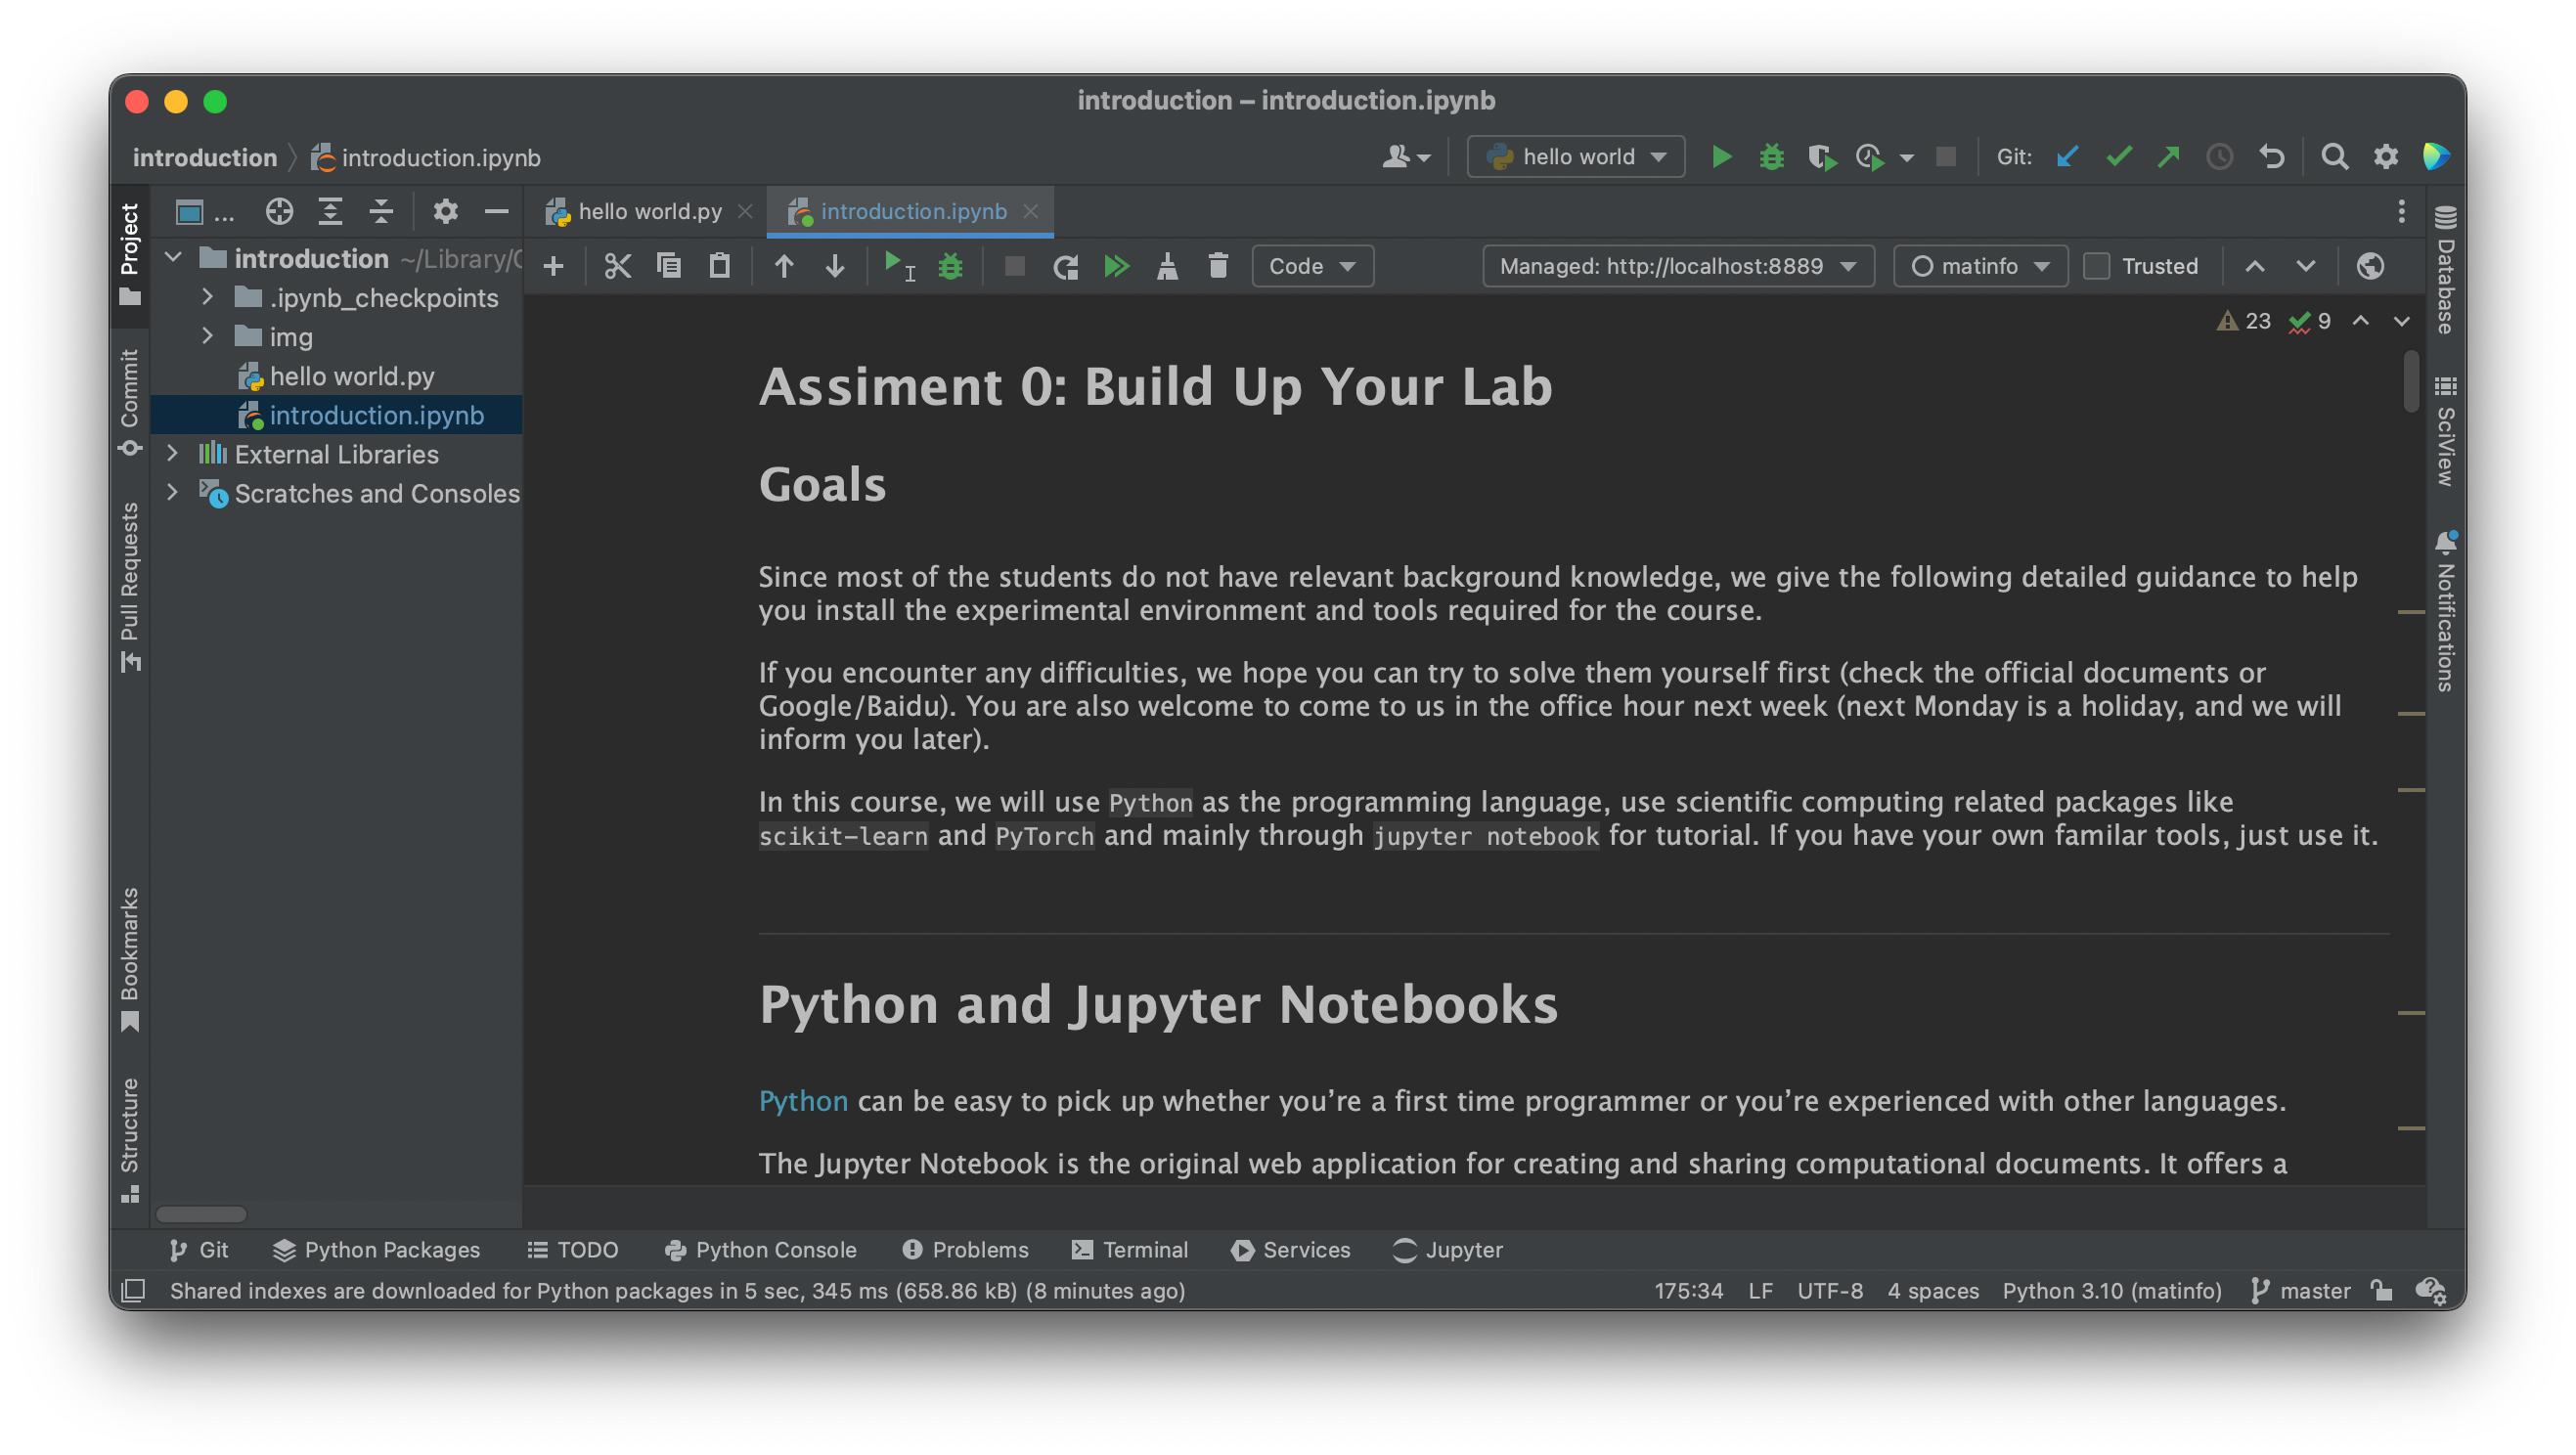 introduction – introduction.ipynb
introduction
introduction.ipynb
hello world
Git:
Project
Commit
Pull Requests
Bookmarks
Structure
...
introduction ~/Library/
.ipynb_checkpoints
img
hello world.py
introduction.ipynb
External Libraries
Scratches and Consoles
hello world.py
introduction.ipynb
Code
Managed: http://localhost:8889
matinfo
Trusted
23
9
Assiment 0: Build Up Your Lab
Goals
Since most of the students do not have relevant background knowledge, we give the following detailed guidance to help
you install the experimental environment and tools required for the course.
If you encounter any difficulties, we hope you can try to solve them yourself first (check the official documents or
Google/Baidu). You are also welcome to come to us in the office hour next week (next Monday is a holiday, and we will
inform you later).
In this course, we will use Python as the programming language, use scientific computing related packages like
scikit-learn and PyTorch and mainly through jupyter notebook for tutorial. If you have your own familar tools, just use it.
Python and Jupyter Notebooks
Python can be easy to pick up whether you’re a first time programmer or you’re experienced with other languages.
The Jupyter Notebook is the original web application for creating and sharing computational documents. It offers a
Database
SciView
Notifications
Git
Python Packages
TODO
Python Console
Problems
Terminal
Services
Jupyter
Shared indexes are downloaded for Python packages in 5 sec, 345 ms (658.86 kB) (8 minutes ago)
175:34
LF
UTF-8
4 spaces
Python 3.10 (matinfo)
master